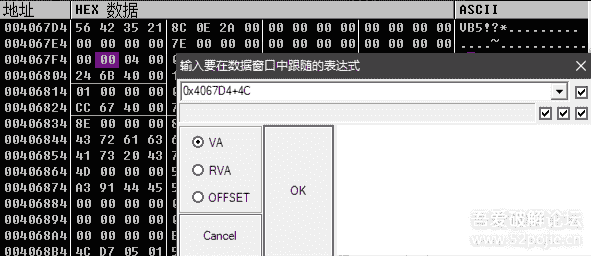 地址 HEX 数据 ASCII
004067D4 56 42 35 21 8C 0E 2A 00 00 00 00 00 00 00 00 00 VB5!?*........
004067E4 00 00 00 00 7E 00 00 00 00 00 00 00
004067F4 00 00 04 00
输入要在数据窗口中跟随的表达式
00406804 24 6B 40 00
0x4067D4+4C
00406814 01 00 00 00
00406824 CC 67 40 00
00406834 8E 00 00 00
VA
00406844 43 72 61 63
00406854 41 73 20 43
RVA
OK
00406864 4D 00 00 00
00406874 A3 91 44 45
OFFSET
00406884 00 00 00 00
00406894 00 00 00 00
Cancel
004068A4 00 00 00 00
004068B4 4C D7 05 01
吾爱破解论坛
www.52pojie.cn